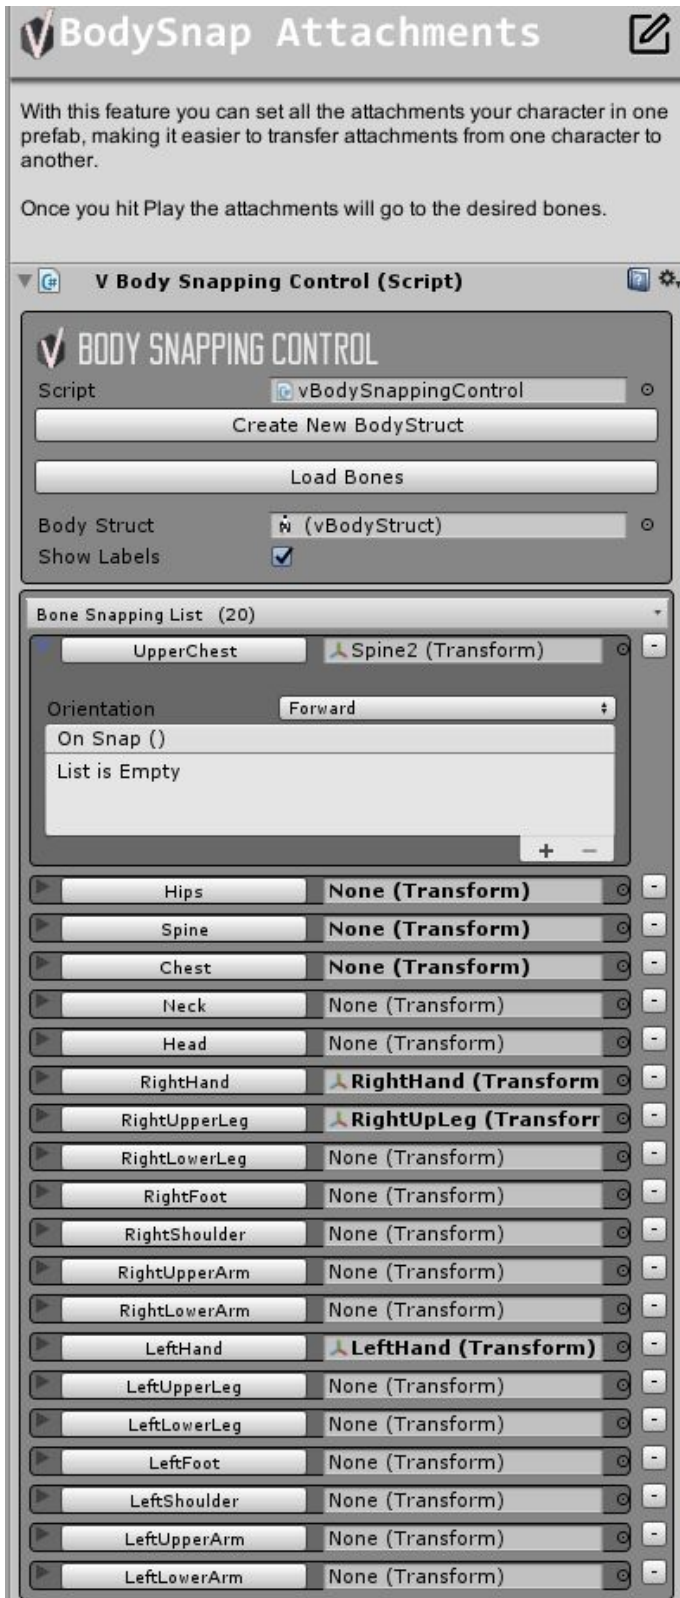 BodySnap Attachments
With this feature you can set all the attachments your character in one
prefab, making it easier to transfer attachments from one character to
another.
Once you hit Play the attachments will go to the desired bones.
V Body Snapping Control (Script)
BODY SNAPPING CONTROL
Script vBodySnappingControl
Create New BodyStruct
Load Bones
Body Struct (vBodyStruct)
Show Labels
Bone Snapping List (20)
UpperChest Spine2 (Transform) -
Orientation Forward
On Snap ()
List is Empty
+ −
Hips None (Transform) -
Spine None (Transform) -
Chest None (Transform) -
Neck None (Transform) -
Head None (Transform) -
RightHand RightHand (Transform -
RightUpperLeg RightUpLeg (Transforr -
RightLowerLeg None (Transform) -
RightFoot None (Transform) -
RightShoulder None (Transform) -
RightUpperArm None (Transform) -
RightLowerArm None (Transform) -
LeftHand LeftHand (Transform) -
LeftUpperLeg None (Transform) -
LeftLowerLeg None (Transform) -
LeftFoot None (Transform) -
LeftShoulder None (Transform) -
LeftUpperArm None (Transform) -
LeftLowerArm None (Transform) -